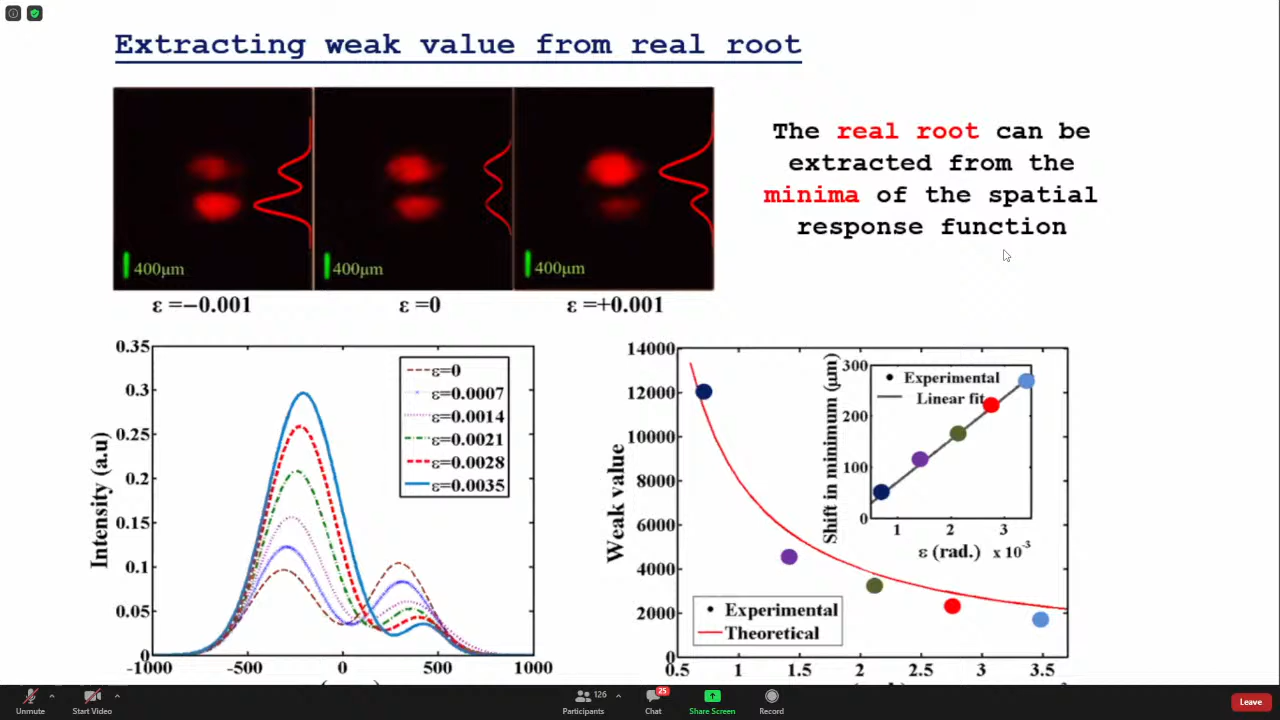 Extracting weak value from real root
400μm
400μm
400μm
ε =−0.001
ε =0
ε =+0.001
The real root can be
extracted from the
minima of the spatial
response function
0.35
0.3
0.25
0.2
0.15
0.1
0.05
0
Intensity (a.u)
-1000
-500
0
500
1000
ε=0
ε=0.0007
ε=0.0014
ε=0.0021
ε=0.0028
ε=0.0035
14000
12000
10000
8000
6000
4000
2000
0
Weak value
0.5
1
1.5
2
2.5
3
3.5
Experimental
Theoretical
300
200
100
0
Shift in minimum (μm)
Experimental
Linear fit
1
2
3
ε (rad.) x 10⁻³
Unmute
Start Video
126
Participants
25
Chat
Share Screen
Record
Leave